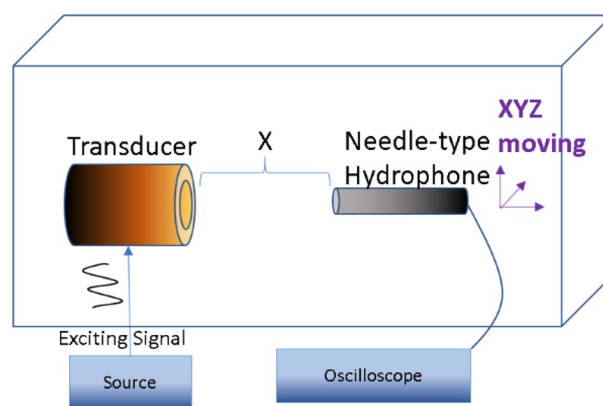 XYZ
moving
Transducer
X
Needle-type
Hydrophone
Exciting Signal
Source
Oscilloscope